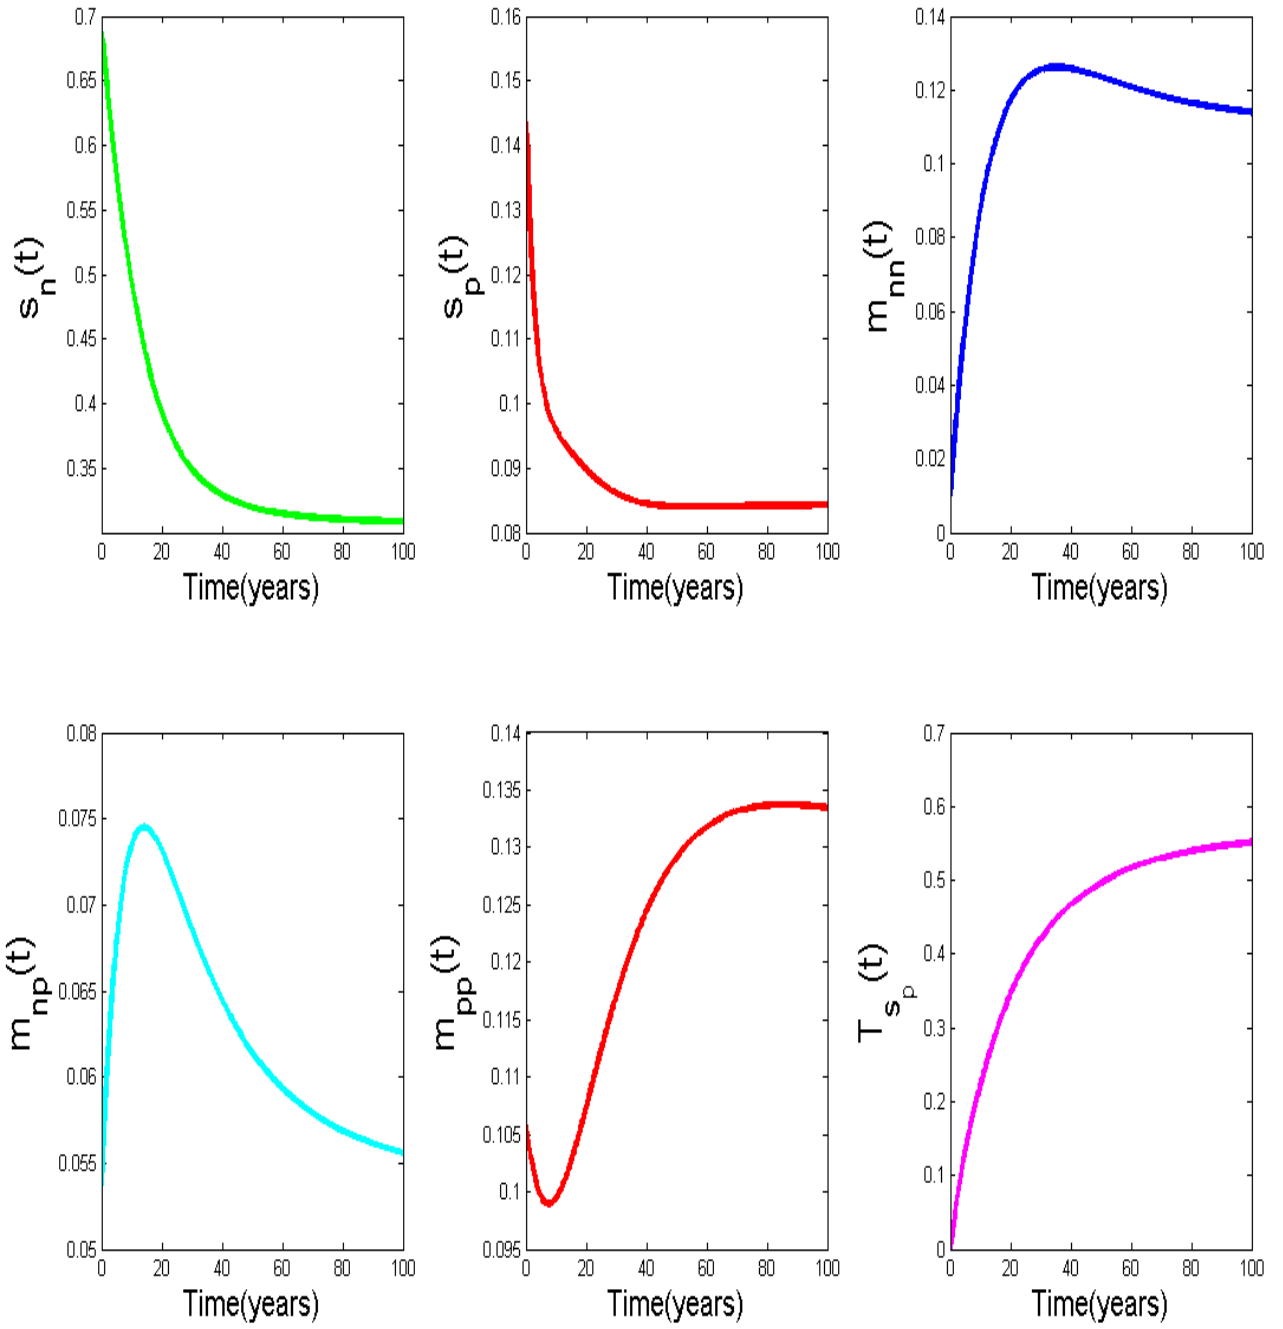 0.7
0.65
0.6
0.55
0.5
0.45
0.4
0.35
s_n(t)
0 20 40 60 80 100
Time(years)
0.16
0.15
0.14
0.13
0.12
0.11
0.1
0.09
0.08
s_p(t)
0 20 40 60 80 100
Time(years)
0.14
0.12
0.1
0.08
0.06
0.04
0.02
0
m_nn(t)
0 20 40 60 80 100
Time(years)
0.08
0.075
0.07
0.065
0.06
0.055
0.05
m_np(t)
0 20 40 60 80 100
Time(years)
0.14
0.135
0.13
0.125
0.12
0.115
0.11
0.105
0.1
0.095
m_pp(t)
0 20 40 60 80 100
Time(years)
0.7
0.6
0.5
0.4
0.3
0.2
0.1
0
T_s_p(t)
0 20 40 60 80 100
Time(years)